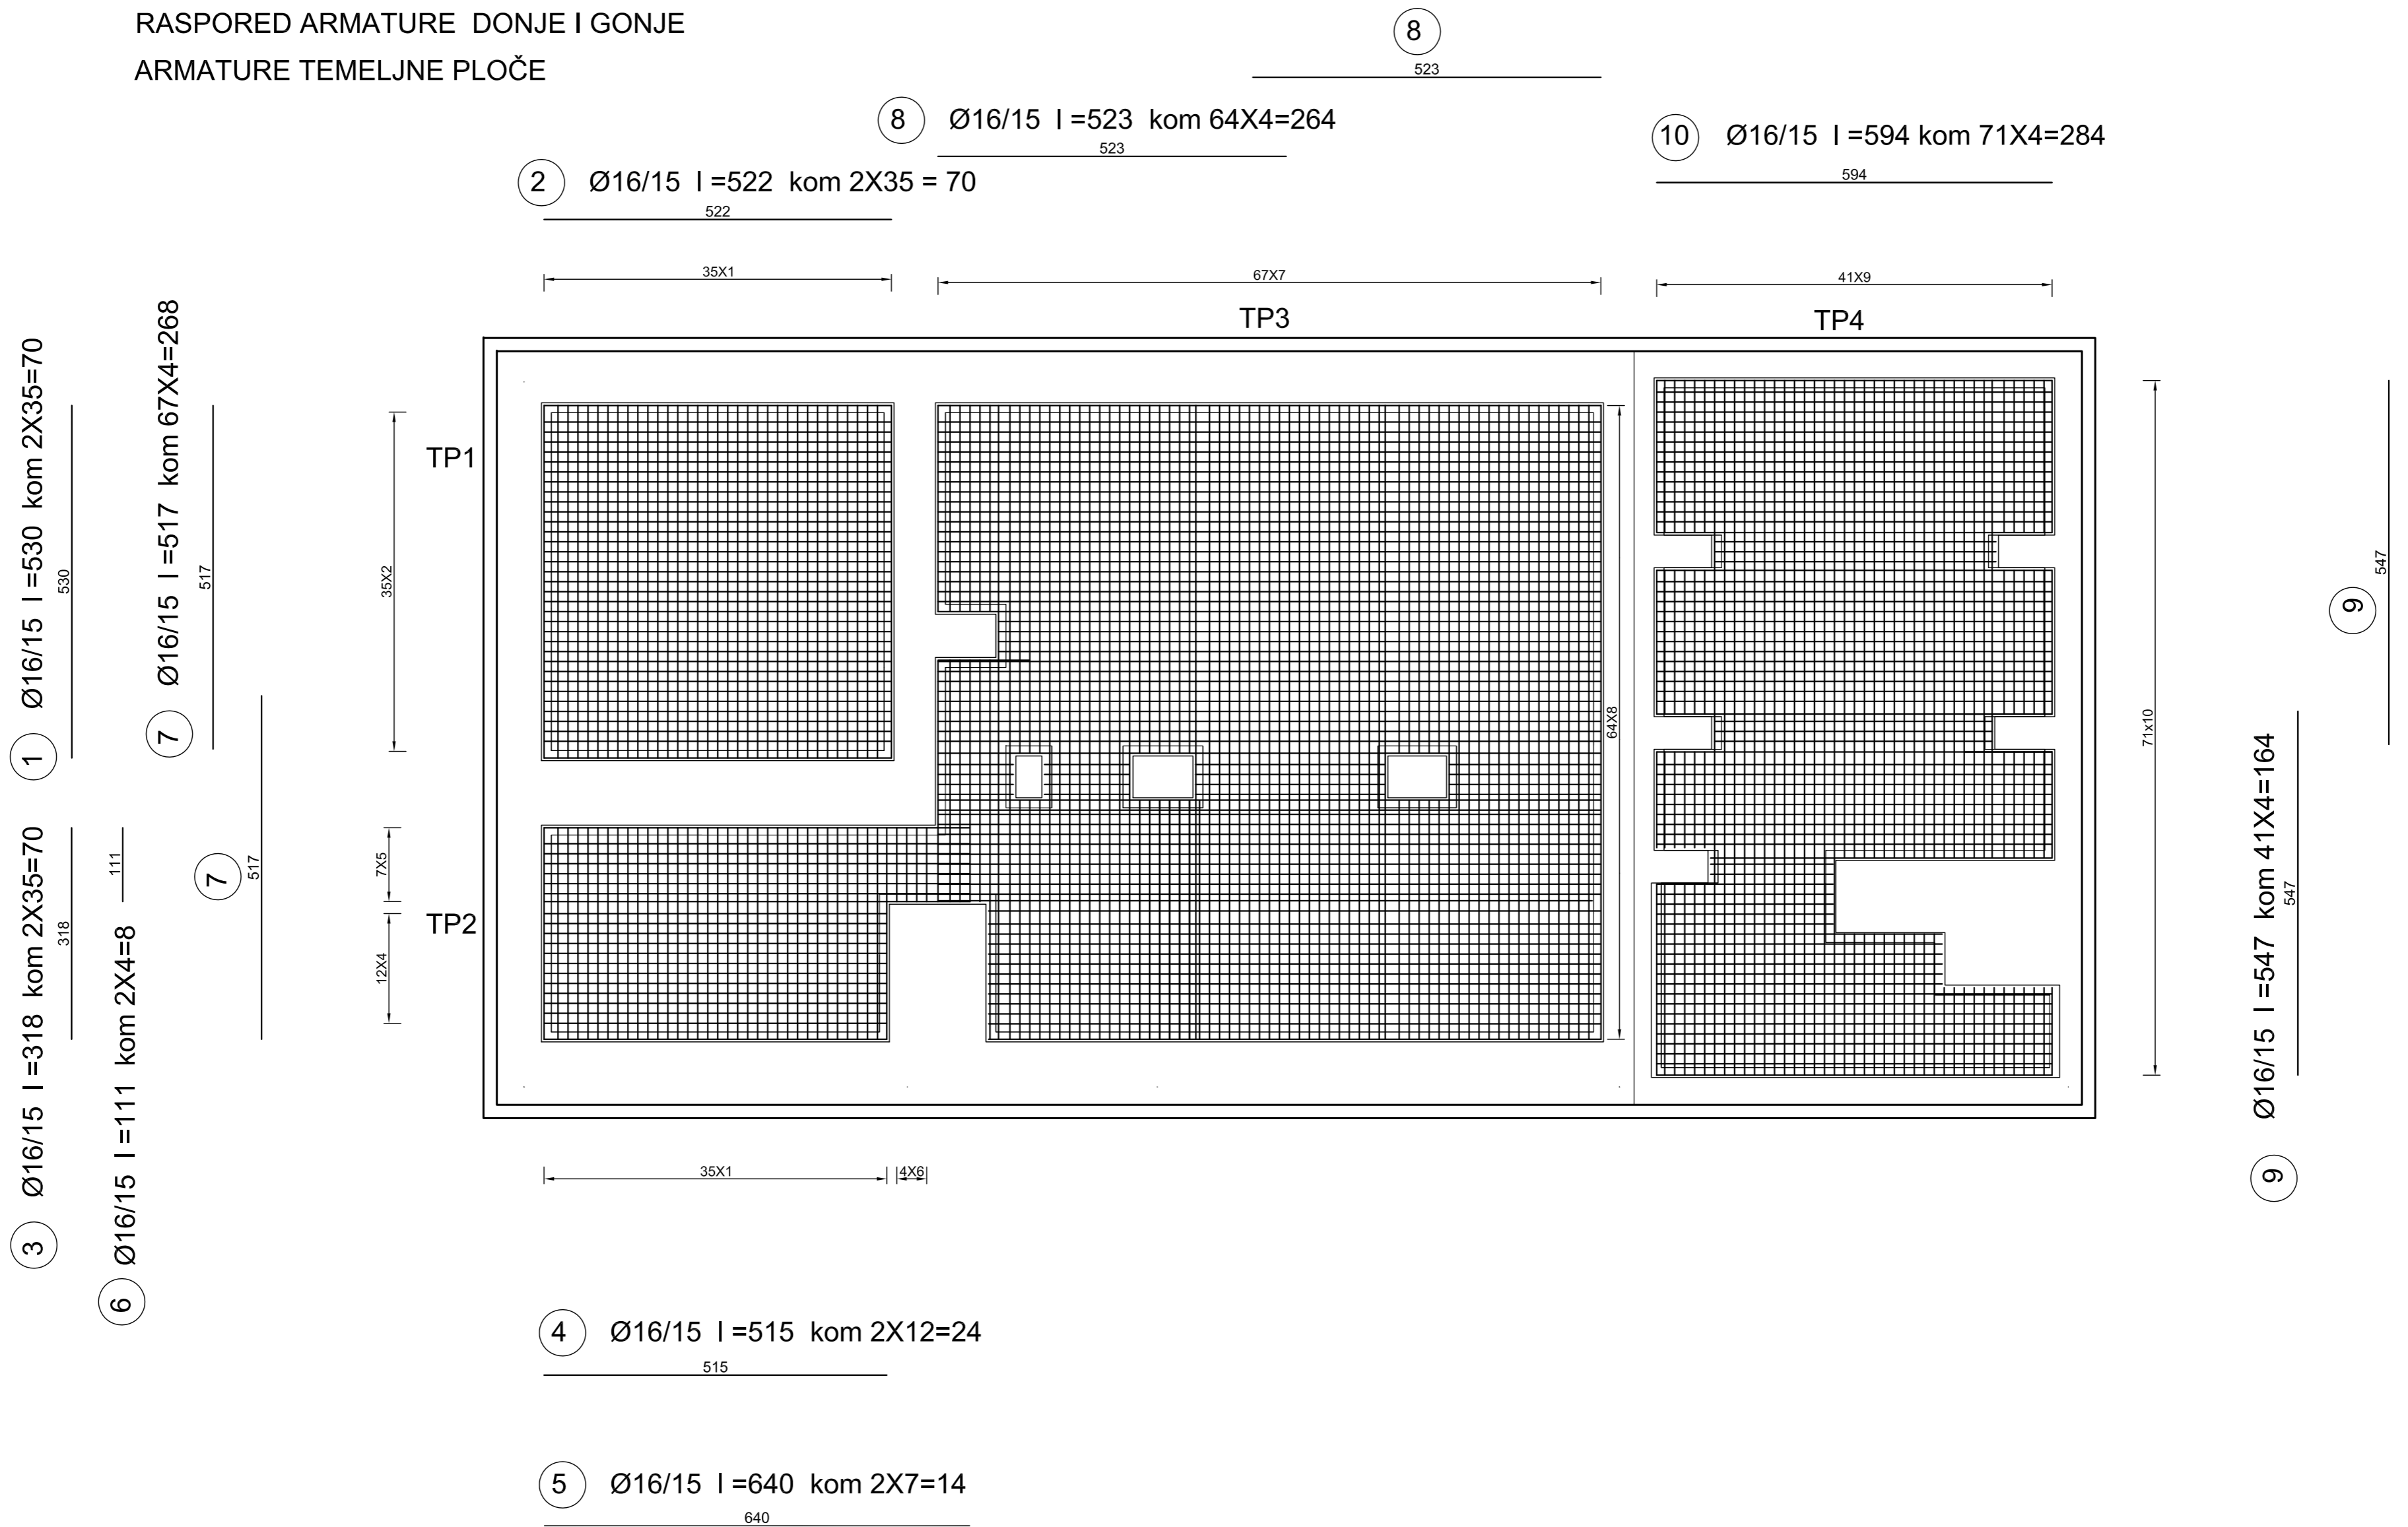 RASPORED ARMATURE DONJE I GONJE
ARMATURE TEMELJNE PLOČE
8
523
8 Ø16/15 l =523 kom 64X4=264
523
10 Ø16/15 l =594 kom 71X4=284
594
2 Ø16/15 l =522 kom 2X35 = 70
522
35X1
67X7
41X9
TP3
TP4
1 Ø16/15 l =530 kom 2X35=70
530
7 Ø16/15 l =517 kom 67X4=268
517
35X2
TP1
64X8
71x10
547
9
3 Ø16/15 l =318 kom 2X35=70
318
6 Ø16/15 l =111 kom 2X4=8
111
7
517
7X5
12X4
TP2
9 Ø16/15 l =547 kom 41X4=164
547
35X1
4X6
4 Ø16/15 l =515 kom 2X12=24
515
5 Ø16/15 l =640 kom 2X7=14
640